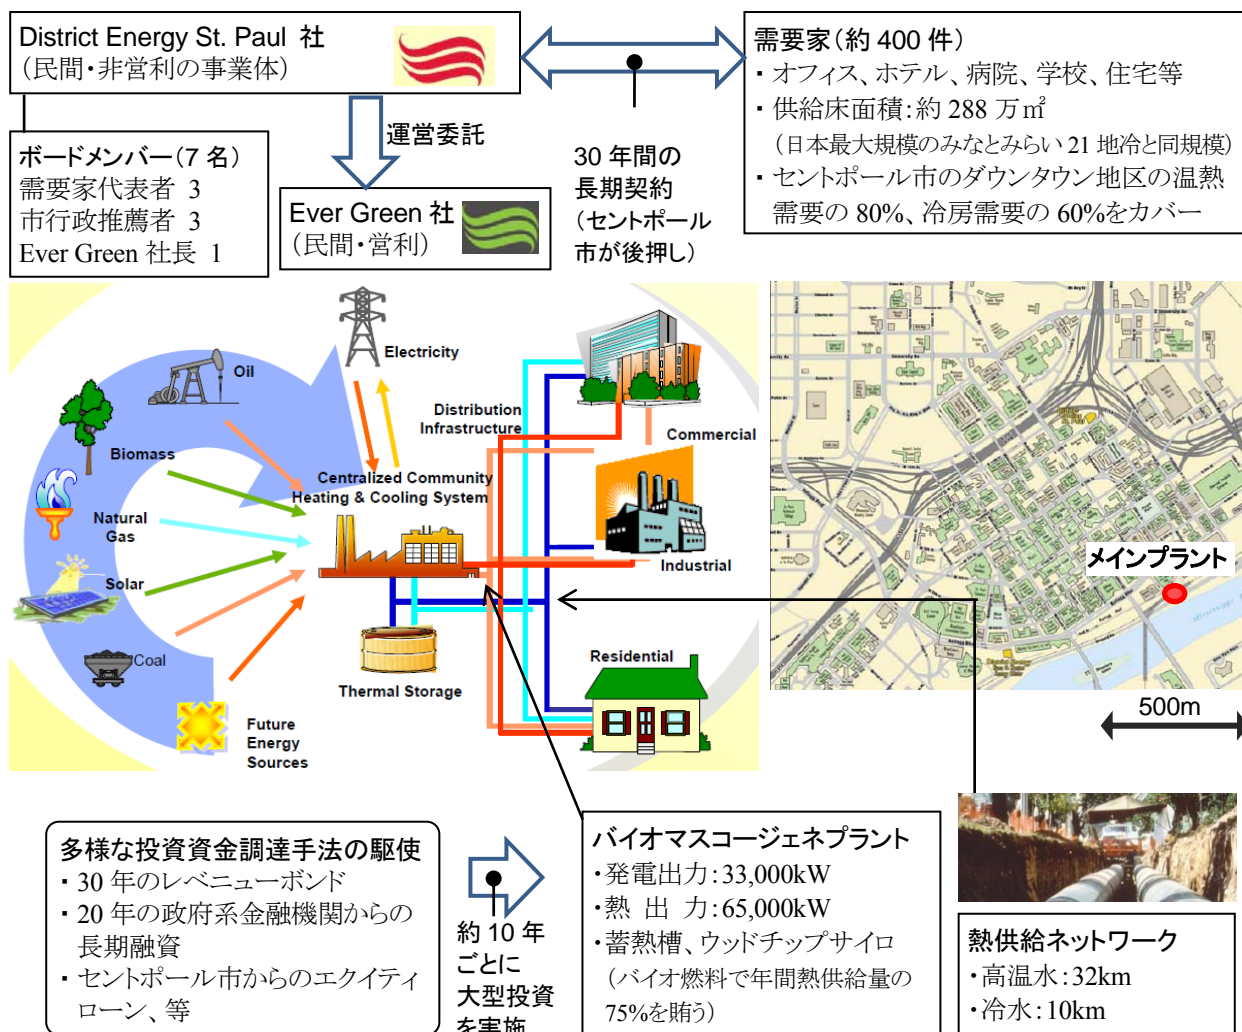 District Energy St. Paul 社
（民間・非営利の事業体）
ボードメンバー（7 名）
需要家代表者 3
市行政推薦者 3
Ever Green 社長 1
運営委託
Ever Green 社
（民間・営利）
30 年間の
長期契約
（セントポール
市が後押し）
需要家（約 400 件）
・オフィス、ホテル、病院、学校、住宅等
・供給床面積：約 288 万㎡
（日本最大規模のみなとみらい 21 地冷と同規模）
・セントポール市のダウンタウン地区の温熱
需要の 80%、冷房需要の 60%をカバー
Electricity
Oil
Biomass
Natural
Gas
Solar
Coal
Future
Energy
Sources
Centralized Community
Heating & Cooling System
Thermal Storage
Distribution
Infrastructure
Commercial
Industrial
Residential
メインプラント
500m
多様な投資資金調達手法の駆使
・30 年のレベニューボンド
・20 年の政府系金融機関からの
長期融資
・セントポール市からのエクイティ
ローン、等
約 10 年
ごとに
大型投資
を実施
バイオマスコージェネプラント
・発電出力：33,000kW
・熱 出 力：65,000kW
・蓄熱槽、ウッドチップサイロ
（バイオ燃料で年間熱供給量の
75%を賄う）
熱供給ネットワーク
・高温水：32km
・冷水：10km